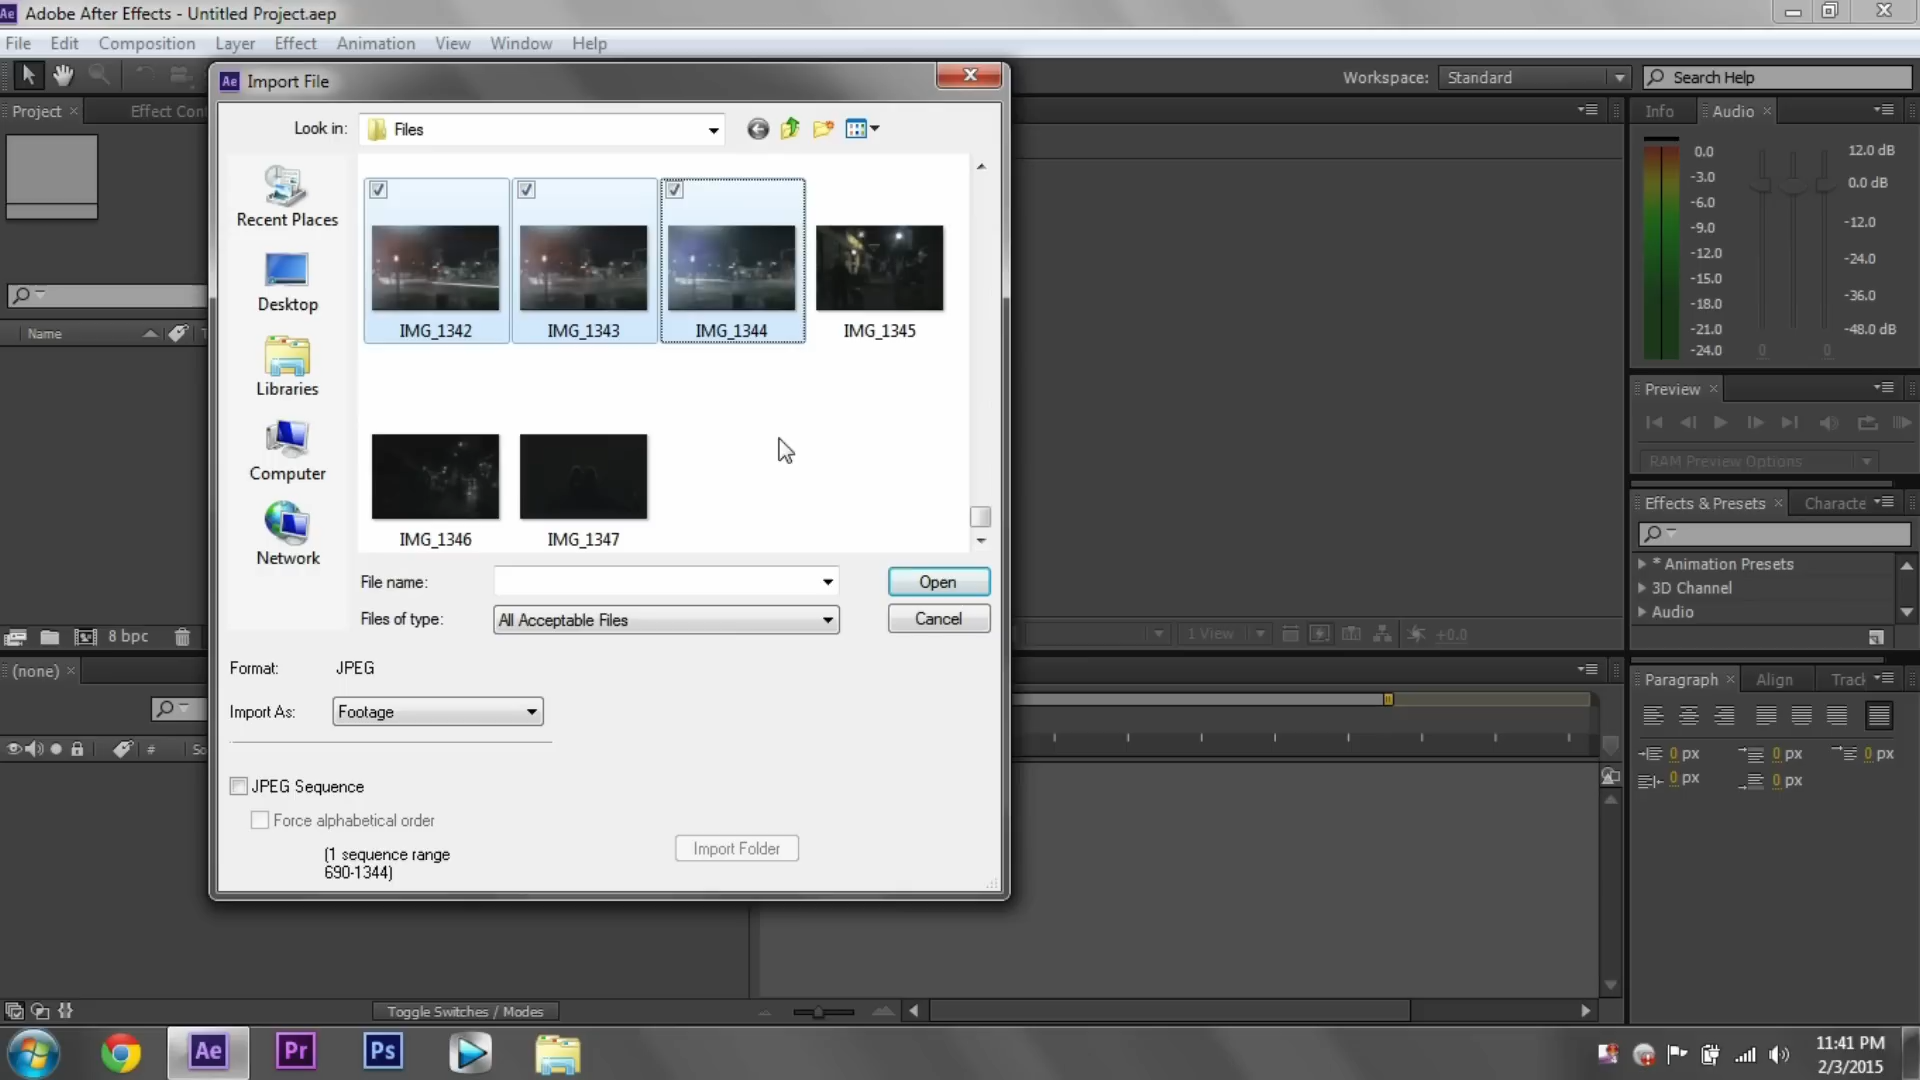 Ae Adobe After Effects - Untitled Project.aep
File Edit Composition Layer Effect Animation View Window Help
Workspace: Standard Search Help
Project Effect Con
Ae Import File
Look in: Files
Recent Places
Desktop
Libraries
Computer
Network
IMG_1342 IMG_1343 IMG_1344 IMG_1345
IMG_1346 IMG_1347
File name: Open
Files of type: All Acceptable Files Cancel
Format: JPEG
Import As: Footage
JPEG Sequence
Force alphabetical order
(1 sequence range
690-1344)
Import Folder
Name
8 bpc
(none)
# So
Toggle Switches / Modes
1 View +0.0
Info Audio
0.0 12.0 dB
-3.0 0.0 dB
-6.0
-9.0 -12.0
-12.0 -24.0
-15.0
-18.0 -36.0
-21.0 -48.0 dB
-24.0 0 0
Preview
RAM Preview Options
Effects & Presets Characte
* Animation Presets
3D Channel
Audio
Paragraph Align Track
0 px 0 px 0 px
0 px 0 px
Ae Pr Ps
11:41 PM
2/3/2015